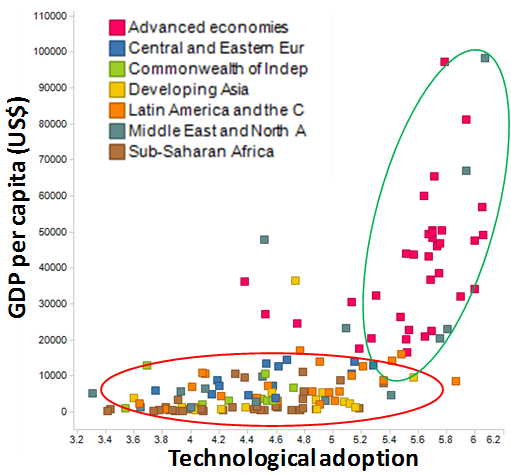 110000
100000
90000
80000
70000
60000
50000
40000
30000
20000
10000
0
GDP per capita (US$)
Advanced economies
Central and Eastern Eur
Commonwealth of Indep
Developing Asia
Latin America and the C
Middle East and North A
Sub-Saharan Africa
3.2 3.4 3.6 3.8 4 4.2 4.4 4.6 4.8 5 5.2 5.4 5.6 5.8 6 6.2
Technological adoption